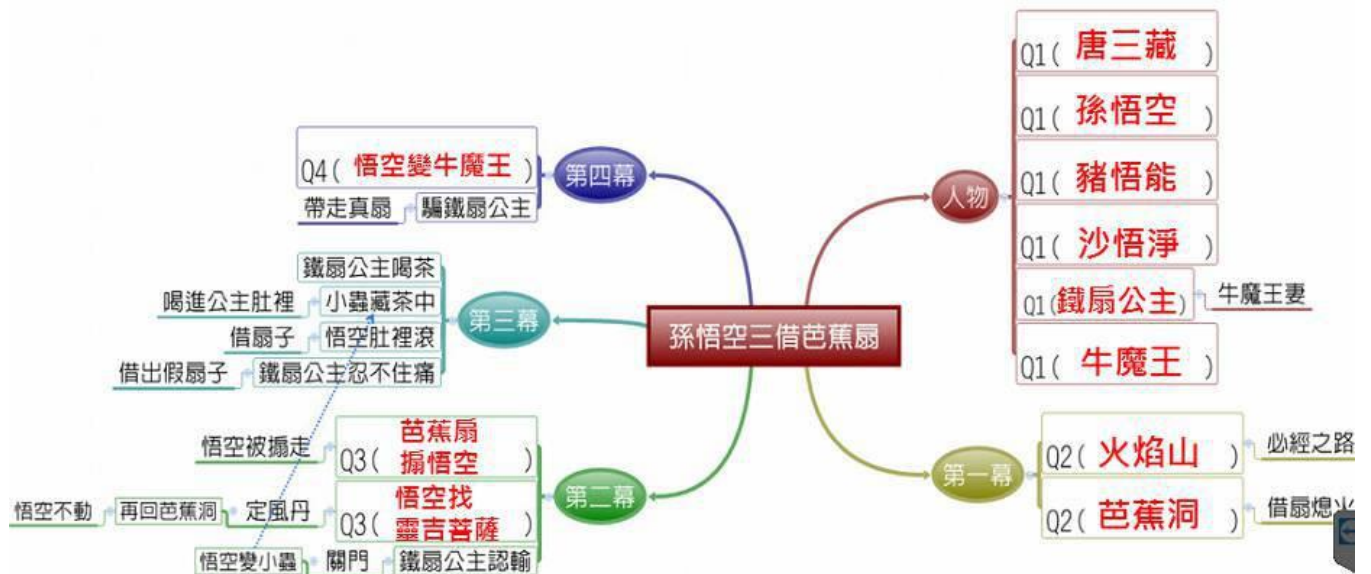 孫悟空三借芭蕉扇
人物
Q1( 唐三藏 )
Q1( 孫悟空 )
Q1( 豬悟能 )
Q1( 沙悟淨 )
Q1(鐵扇公主)
牛魔王妻
Q1( 牛魔王 )
第一幕
Q2( 火焰山 )
必經之路
Q2( 芭蕉洞 )
借扇熄火
第二幕
芭蕉扇
Q3( 搧悟空 )
悟空被搧走
悟空找
Q3( 靈吉菩薩 )
定風丹
再回芭蕉洞
悟空不動
鐵扇公主認輸
關門
悟空變小蟲
第三幕
鐵扇公主喝茶
小蟲藏茶中
喝進公主肚裡
悟空肚裡滾
借扇子
鐵扇公主忍不住痛
借出假扇子
第四幕
Q4( 悟空變牛魔王 )
騙鐵扇公主
帶走真扇